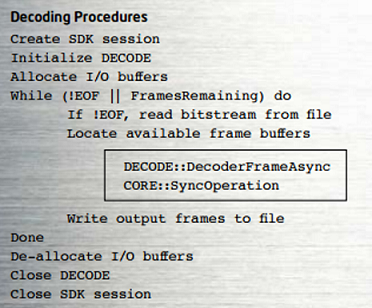 Decoding Procedures
Create SDK session
Initialize DECODE
Allocate I/O buffers
While (!EOF || FramesRemaining) do
If !EOF, read bitstream from file
Locate available frame buffers
DECODE::DecoderFrameAsync
CORE::SyncOperation
Write output frames to file
Done
De-allocate I/O buffers
Close DECODE
Close SDK session